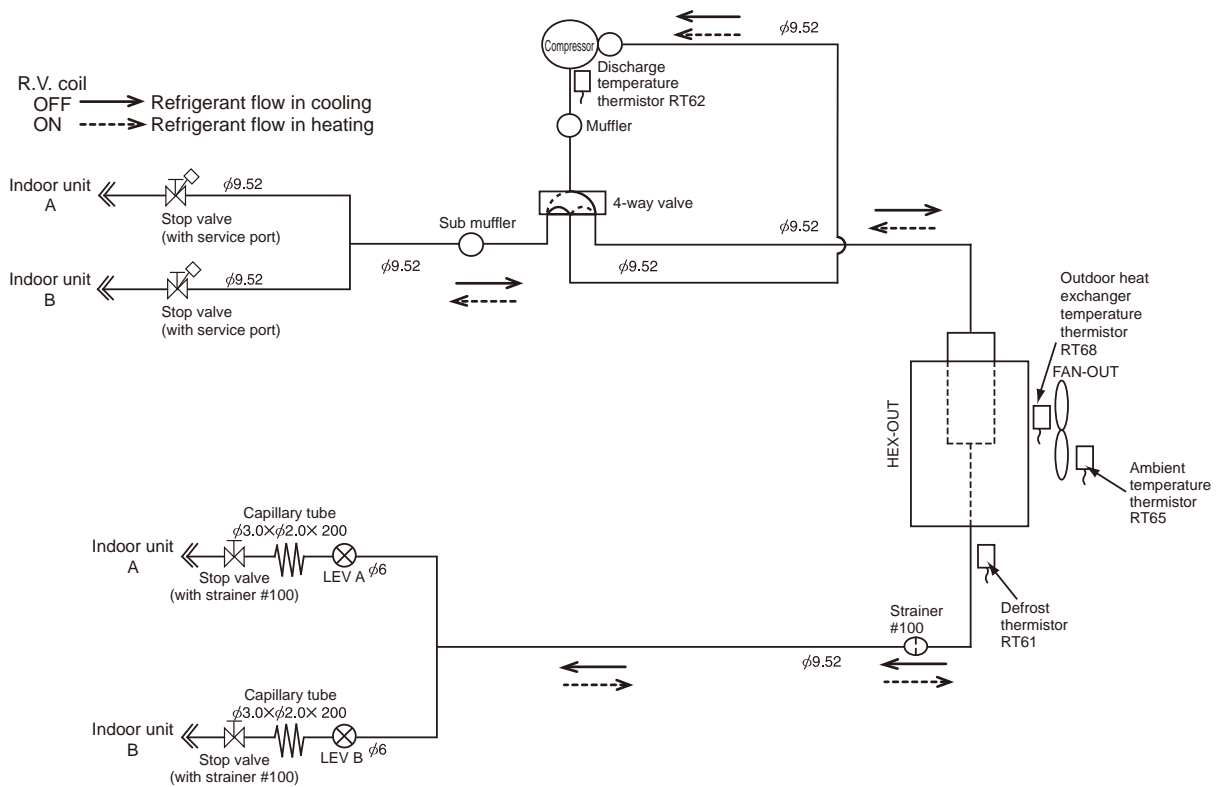 Compressor
φ9.52
Discharge
temperature
thermistor RT62
Muffler
R.V. coil
OFF Refrigerant flow in cooling
ON Refrigerant flow in heating
Indoor unit
A
φ9.52
Stop valve
(with service port)
4-way valve
Sub muffler
φ9.52
φ9.52
φ9.52
Indoor unit
B
φ9.52
Stop valve
(with service port)
Outdoor heat
exchanger
temperature
thermistor
RT68
FAN-OUT
HEX-OUT
Ambient
temperature
thermistor
RT65
Defrost
thermistor
RT61
Strainer
#100
φ9.52
Capillary tube
φ3.0×φ2.0× 200
Indoor unit
A
LEV A
φ6
Stop valve
(with strainer #100)
Capillary tube
φ3.0×φ2.0× 200
Indoor unit
B
LEV B
φ6
Stop valve
(with strainer #100)